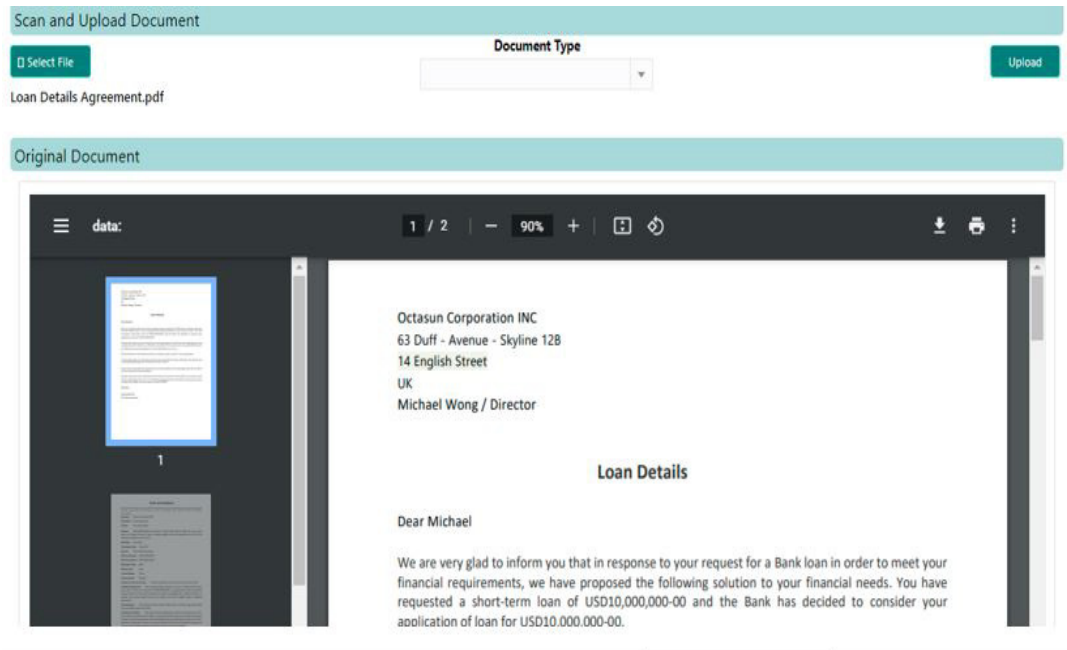 Scan and Upload Document
Document Type
Select File
Upload
Loan Details Agreement.pdf
Original Document
data:
1 / 2
90%
Octasun Corporation INC
63 Duff - Avenue - Skyline 12B
14 English Street
UK
Michael Wong / Director
Loan Details
Dear Michael
We are very glad to inform you that in response to your request for a Bank loan in order to meet your
financial requirements, we have proposed the following solution to your financial needs. You have
requested a short-term loan of USD10,000,000-00 and the Bank has decided to consider your
application of loan for USD10.000.000-00.
1